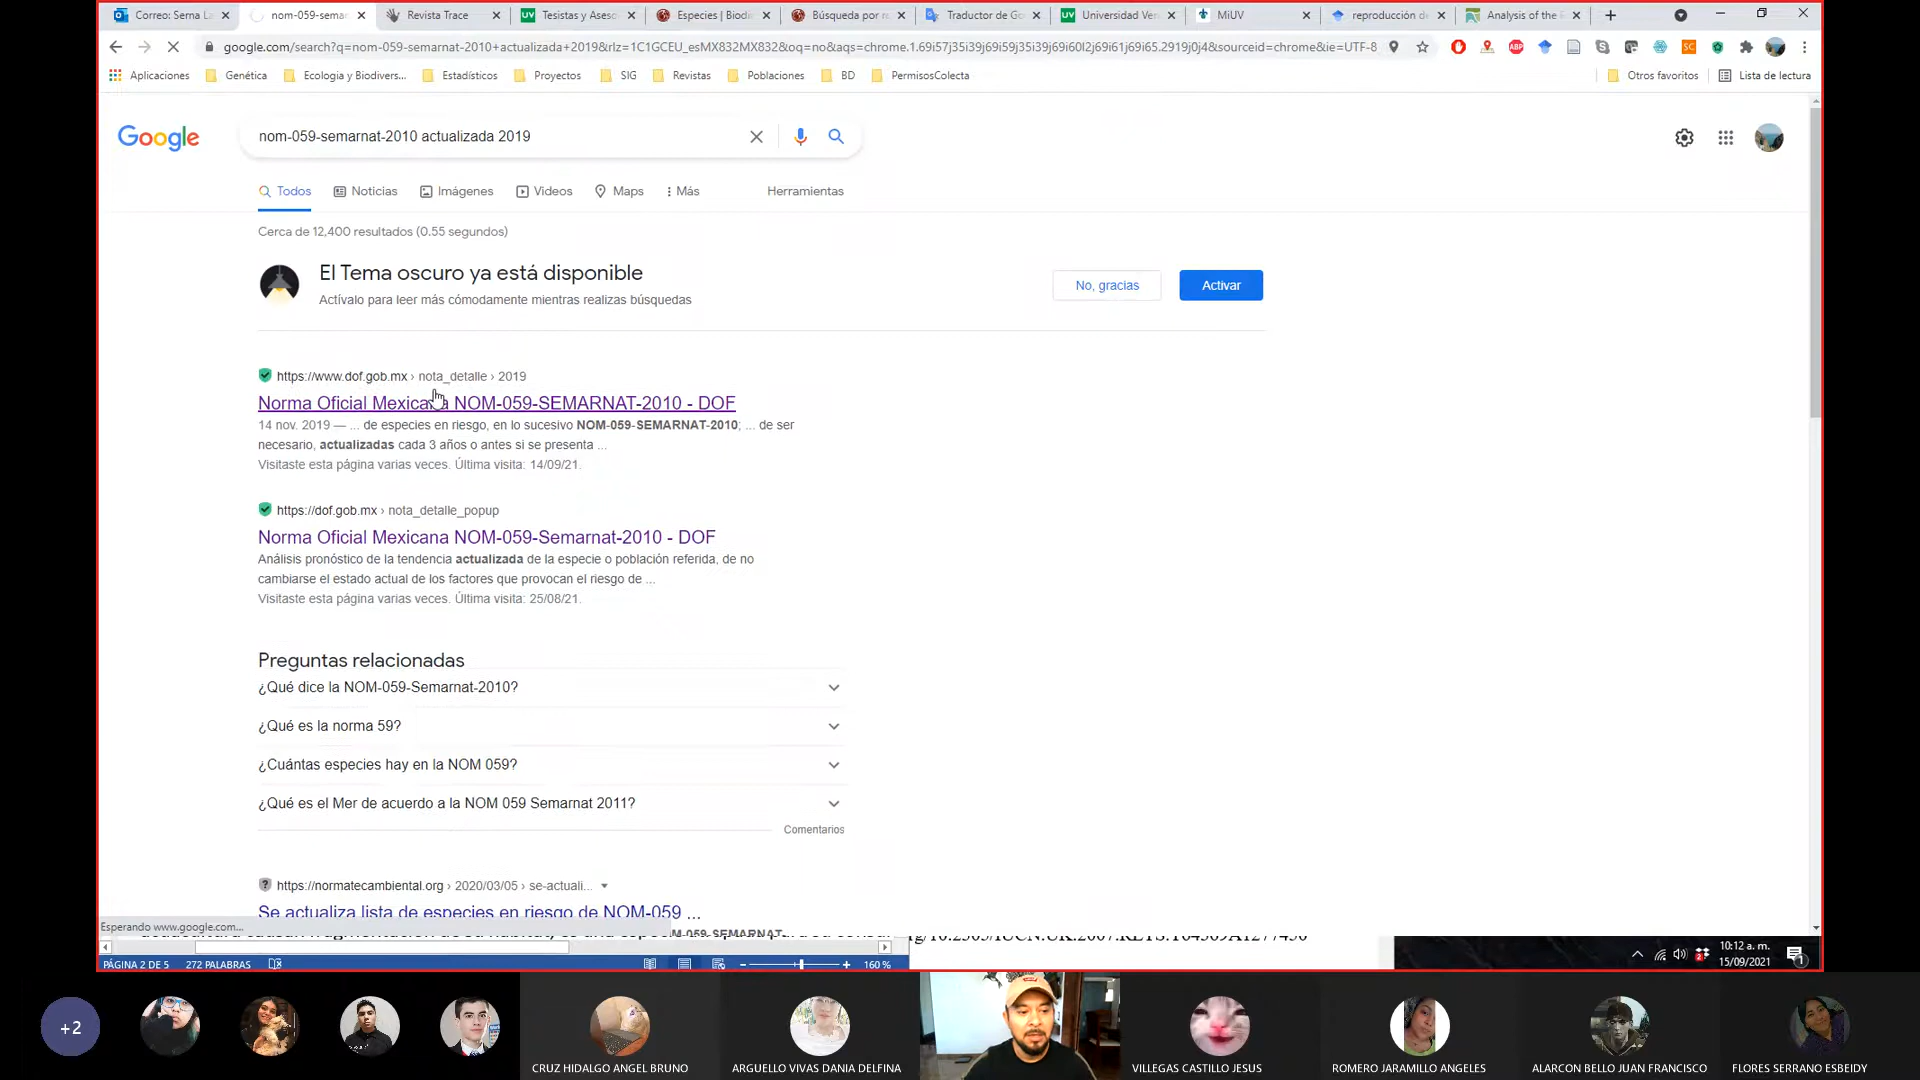 Correo: Serna La
nom-059-semar
Revista Trace
Tesistas y Aseso
Especies | Biodi
Búsqueda por n
Traductor de Go
Universidad Ver
MiUV
reproducción de
Analysis of the E
google.com/search?q=nom-059-semarnat-2010+actualizada+2019&rlz=1C1GCEU_esMX832MX832&oq=no&aqs=chrome.1.69i57j35i39j69i59j35i39j69i60l2j69i61j69i65.2919j0j4&sourceid=chrome&ie=UTF-8
ABP
SC
Aplicaciones
Genética
Ecologia y Biodivers...
Estadísticos
Proyectos
SIG
Revistas
Poblaciones
BD
PermisosColecta
Otros favoritos
Lista de lectura
Google
nom-059-semarnat-2010 actualizada 2019
Todos
Noticias
Imágenes
Videos
Maps
Más
Herramientas
Cerca de 12,400 resultados (0.55 segundos)
El Tema oscuro ya está disponible
Actívalo para leer más cómodamente mientras realizas búsquedas
No, gracias
Activar
https://www.dof.gob.mx › nota_detalle › 2019
Norma Oficial Mexicana NOM-059-SEMARNAT-2010 - DOF
14 nov. 2019 — ... de especies en riesgo, en lo sucesivo NOM-059-SEMARNAT-2010; ... de ser
necesario, actualizadas cada 3 años o antes si se presenta ...
Visitaste esta página varias veces. Última visita: 14/09/21.
https://dof.gob.mx › nota_detalle_popup
Norma Oficial Mexicana NOM-059-Semarnat-2010 - DOF
Análisis pronóstico de la tendencia actualizada de la especie o población referida, de no
cambiarse el estado actual de los factores que provocan el riesgo de ...
Visitaste esta página varias veces. Última visita: 25/08/21.
Preguntas relacionadas
¿Qué dice la NOM-059-Semarnat-2010?
¿Qué es la norma 59?
¿Cuántas especies hay en la NOM 059?
¿Qué es el Mer de acuerdo a la NOM 059 Semarnat 2011?
Comentarios
https://normatecambiental.org › 2020/03/05 › se-actuali...
Se actualiza lista de especies en riesgo de NOM-059 ...
Esperando www.google.com...
M-059-SEMARNAT-
PÁGINA 2 DE 5
272 PALABRAS
160 %
10:12 a. m.
15/09/2021
1
+2
CRUZ HIDALGO ANGEL BRUNO
ARGUELLO VIVAS DANIA DELFINA
VILLEGAS CASTILLO JESUS
ROMERO JARAMILLO ANGELES
ALARCON BELLO JUAN FRANCISCO
FLORES SERRANO ESBEIDY